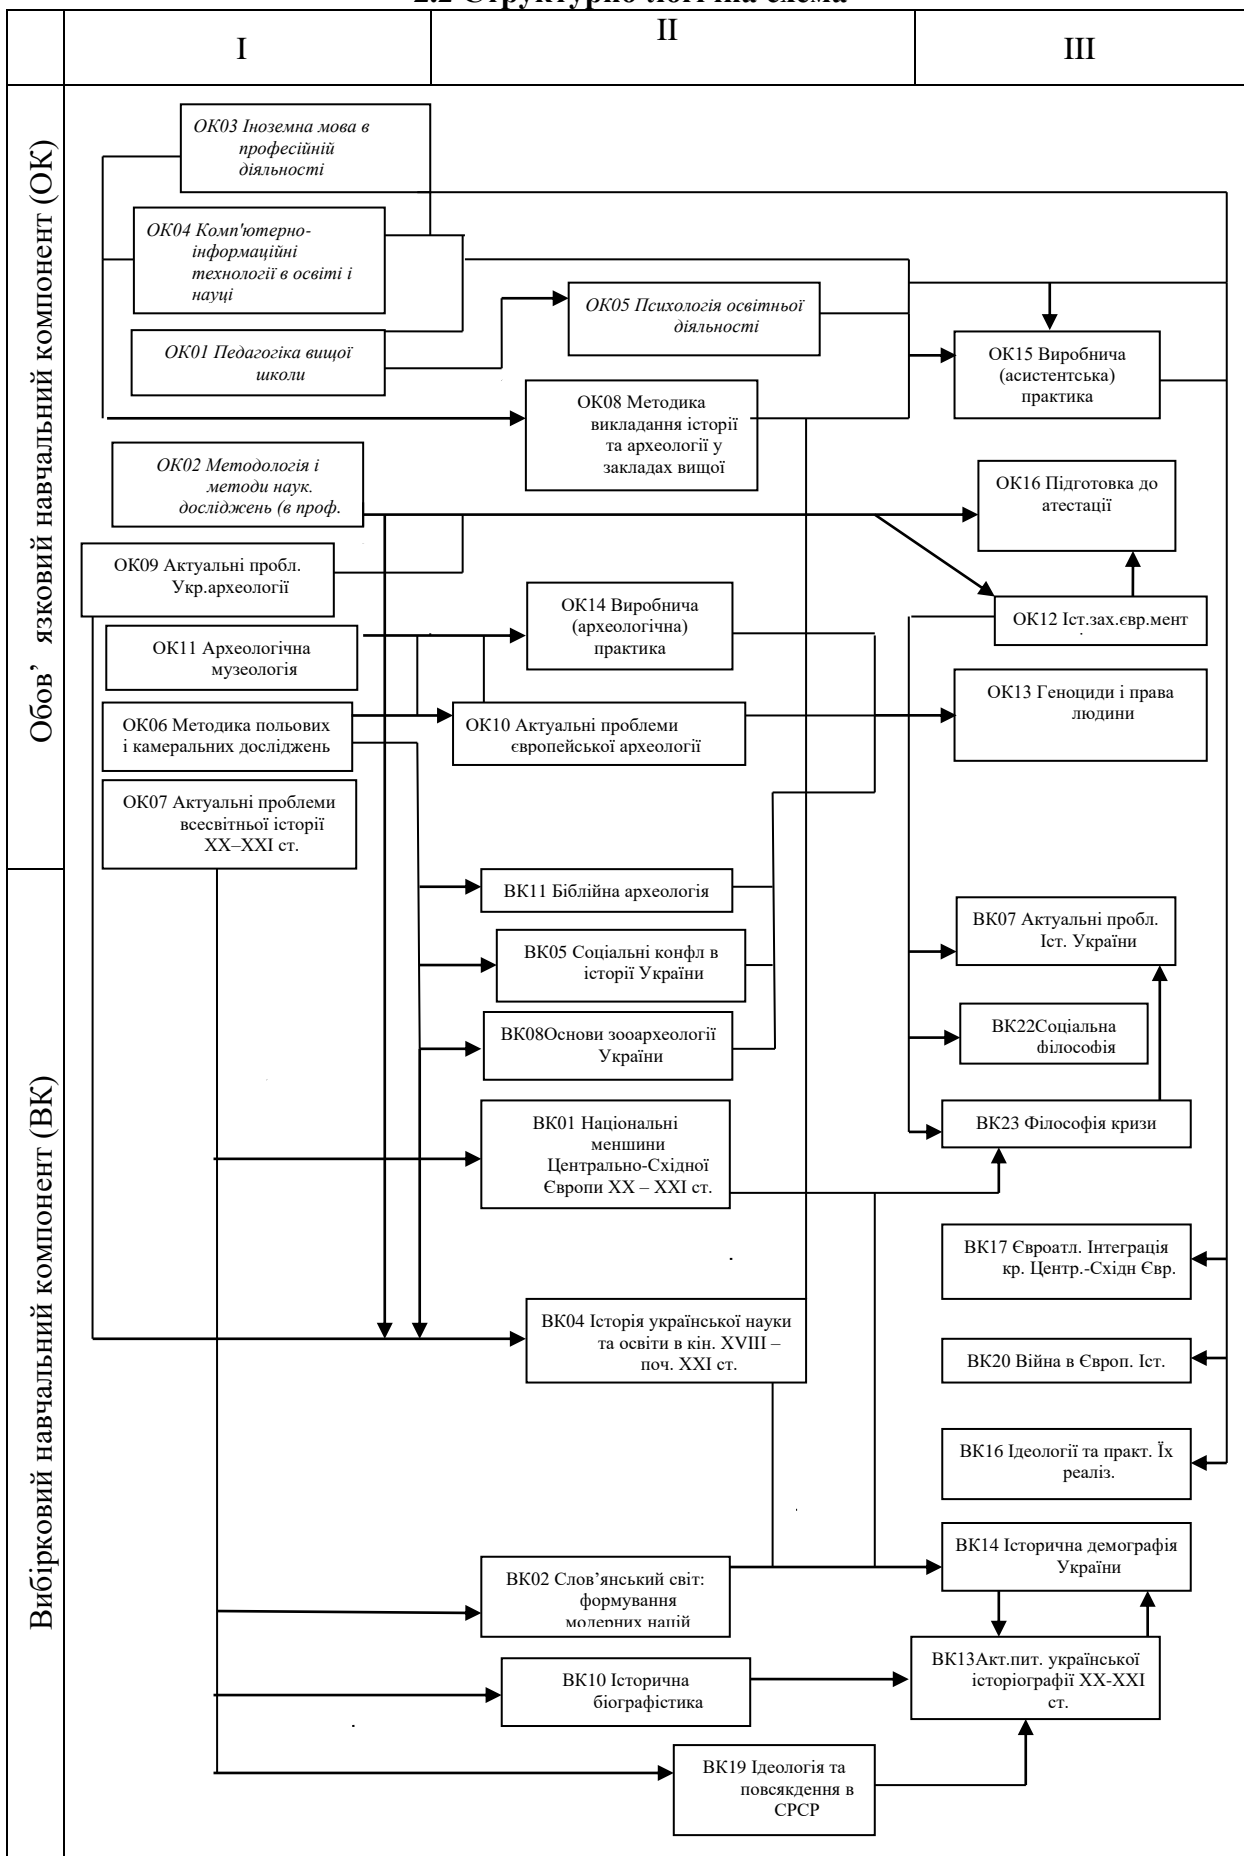 2.2 Структурно-логічна схема
I
II
III
Обов’язковий навчальний компонент (ОК)
ОК03 Іноземна мова в
професійній
діяльності
ОК04 Комп'ютерно-
інформаційні
технології в освіті і
науці
ОК01 Педагогіка вищої
школи
ОК05 Психологія освітньої
діяльності
ОК15 Виробнича
(асистентська)
практика
ОК08 Методика
викладання історії
та археології у
закладах вищої
ОК02 Методологія і
методи наук.
досліджень (в проф.
ОК16 Підготовка до
атестації
ОК09 Актуальні пробл.
Укр.археології
ОК14 Виробнича
(археологічна)
практика
ОК12 Іст.зах.євр.мент
ОК11 Археологічна
музеологія
ОК13 Геноциди і права
людини
ОК06 Методика польових
і камеральних досліджень
ОК10 Актуальні проблеми
європейської археології
ОК07 Актуальні проблеми
всесвітньої історії
ХХ–ХХІ ст.
Вибірковий навчальний компонент (ВК)
ВК11 Біблійна археологія
ВК07 Актуальні пробл.
Іст. України
ВК05 Соціальні конфл в
історії України
ВК22Соціальна
філософія
ВК08Основи зооархеології
України
ВК01 Національні
меншини
Центрально-Східної
Європи ХХ – ХХІ ст.
ВК23 Філософія кризи
ВК17 Євроатл. Інтеграція
кр. Центр.-Східн Євр.
ВК04 Історія української науки
та освіти в кін. XVIII –
поч. ХХІ ст.
ВК20 Війна в Європ. Іст.
ВК16 Ідеології та практ. Їх
реаліз.
ВК14 Історична демографія
України
ВК02 Слов’янський світ:
формування
модерних націй
ВК13Акт.пит. української
історіографії ХХ-ХХІ
ст.
ВК10 Історична
біографістика
ВК19 Ідеологія та
повсякдення в
СРСР